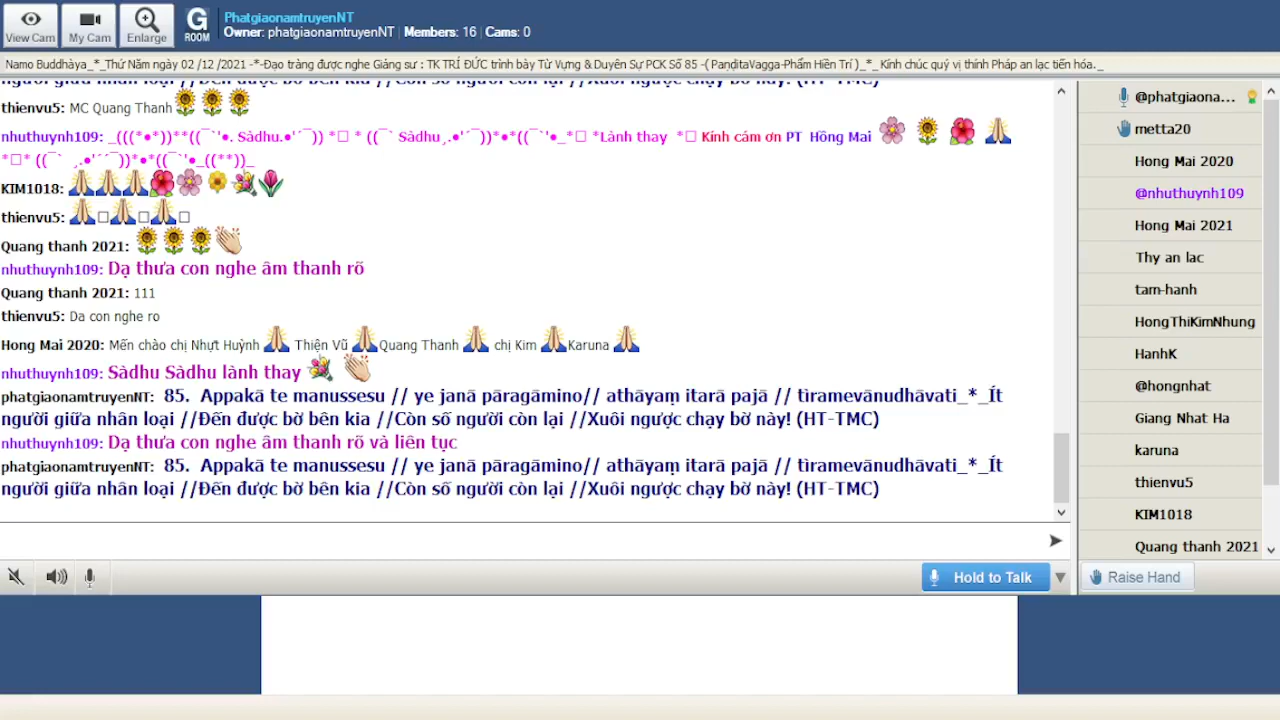 View Cam
My Cam
Enlarge
G
ROOM
PhatgiaonamtruyenNT
Owner: phatgiaonamtruyenNT | Members: 16 | Cams: 0
Namo Buddhàya_*_Thứ Năm ngày 02 /12 /2021 -*-Đạo tràng được nghe Giảng sư : TK TRÍ ĐỨC trình bày Từ Vựng & Duyên Sự PCK Số 85 -( PaṇḍitaVagga-Phẩm Hiền Trí )_*_ Kính chúc quý vị thính Pháp an lạc tiến hóa._
thienvu5: MC Quang Thanh
nhuthuynh109: _(((*•*))**((¯`'•. Sàdhu.•'´¯)) *□ * ((¯` Sàdhu ¸.•'´¯))*•*((¯`'•_*□ *Lành thay *□ Kính cám ơn PT Hồng Mai
*□* ((¯` ¸.•'´¯))*•*((¯`'•_((**))_
KIM1018:
thienvu5: □ □ □
Quang thanh 2021:
nhuthuynh109: Dạ thưa con nghe âm thanh rõ
Quang thanh 2021: 111
thienvu5: Da con nghe ro
Hong Mai 2020: Mến chào chị Nhựt Huỳnh Thiện Vũ Quang Thanh chị Kim Karuna
nhuthuynh109: Sàdhu Sàdhu lành thay
phatgiaonamtruyenNT: 85. Appakā te manussesu // ye janā pāragāmino// athāyaṃ itarā pajā // tìramevānudhāvati_*_Ít
người giữa nhân loại //Đến được bờ bên kia //Còn số người còn lại //Xuôi ngược chạy bờ này! (HT-TMC)
nhuthuynh109: Dạ thưa con nghe âm thanh rõ và liên tục
phatgiaonamtruyenNT: 85. Appakā te manussesu // ye janā pāragāmino// athāyaṃ itarā pajā // tìramevānudhāvati_*_Ít
người giữa nhân loại //Đến được bờ bên kia //Còn số người còn lại //Xuôi ngược chạy bờ này! (HT-TMC)
Hold to Talk
@phatgiaona...
metta20
Hong Mai 2020
@nhuthuynh109
Hong Mai 2021
Thy an lac
tam-hanh
HongThiKimNhung
HanhK
@hongnhat
Giang Nhat Ha
karuna
thienvu5
KIM1018
Quang thanh 2021
Raise Hand